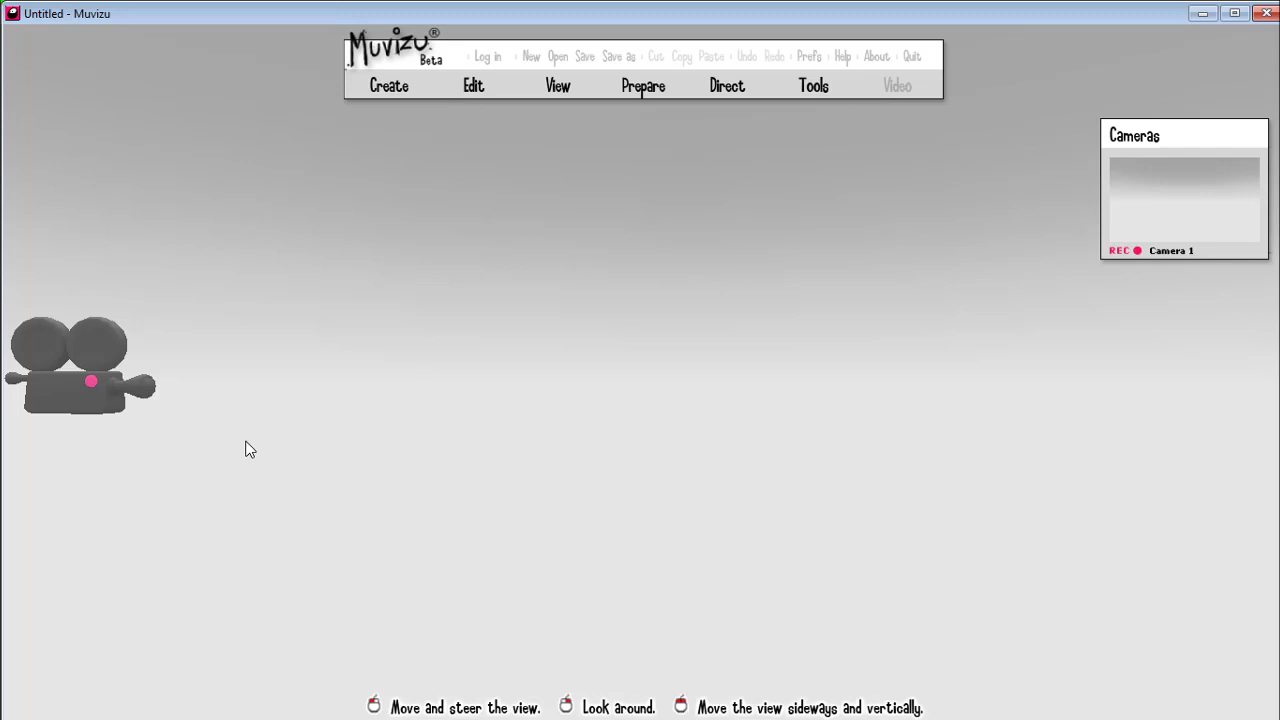 Untitled - Muvizu
Muvizu® Beta
Log in New Open Save Save as Cut Copy Paste Undo Redo Prefs Help About Quit
Create Edit View Prepare Direct Tools Video
Cameras
REC Camera 1
Move and steer the view. Look around. Move the view sideways and vertically.